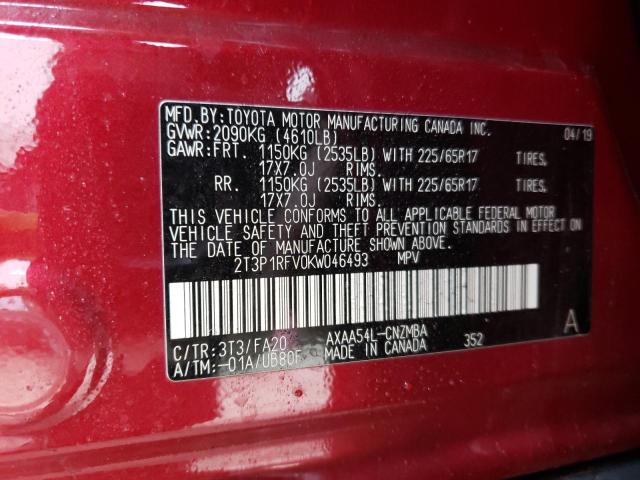 MFD.BY:TOYOTA MOTOR MANUFACTURING CANADA INC. 04/19
GVWR:2090KG (4610LB)
GAWR:FRT. 1150KG (2535LB) WITH 225/65R17 TIRES,
17X7.0J RIMS.
RR. 1150KG (2535LB) WITH 225/65R17 TIRES,
17X7.0J RIMS.
THIS VEHICLE CONFORMS TO ALL APPLICABLE FEDERAL MOTOR
VEHICLE SAFETY AND THEFT PREVENTION STANDARDS IN EFFECT ON
THE DATE OF MANUFACTURE SHOWN ABOVE.
2T3P1RFV0KW046493 MPV
C/TR:3T3/FA20 AXAA54L-CNZMBA A
A/TM:-01A/UB80F MADE IN CANADA 352